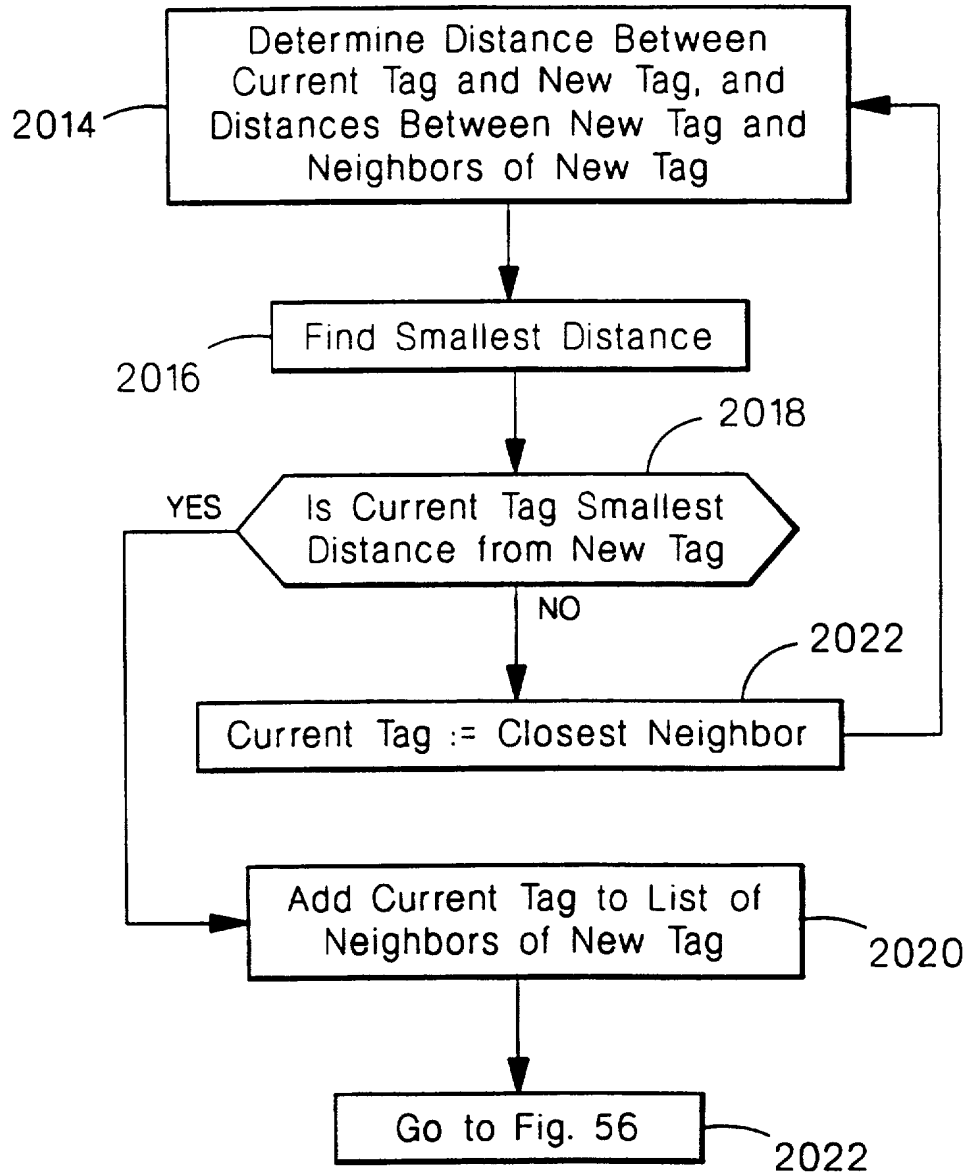 Determine Distance Between
Current Tag and New Tag, and
Distances Between New Tag and
Neighbors of New Tag
2014
Find Smallest Distance
2016
2018
YES
Is Current Tag Smallest
Distance from New Tag
NO
2022
Current Tag := Closest Neighbor
Add Current Tag to List of
Neighbors of New Tag
2020
Go to Fig. 56
2022